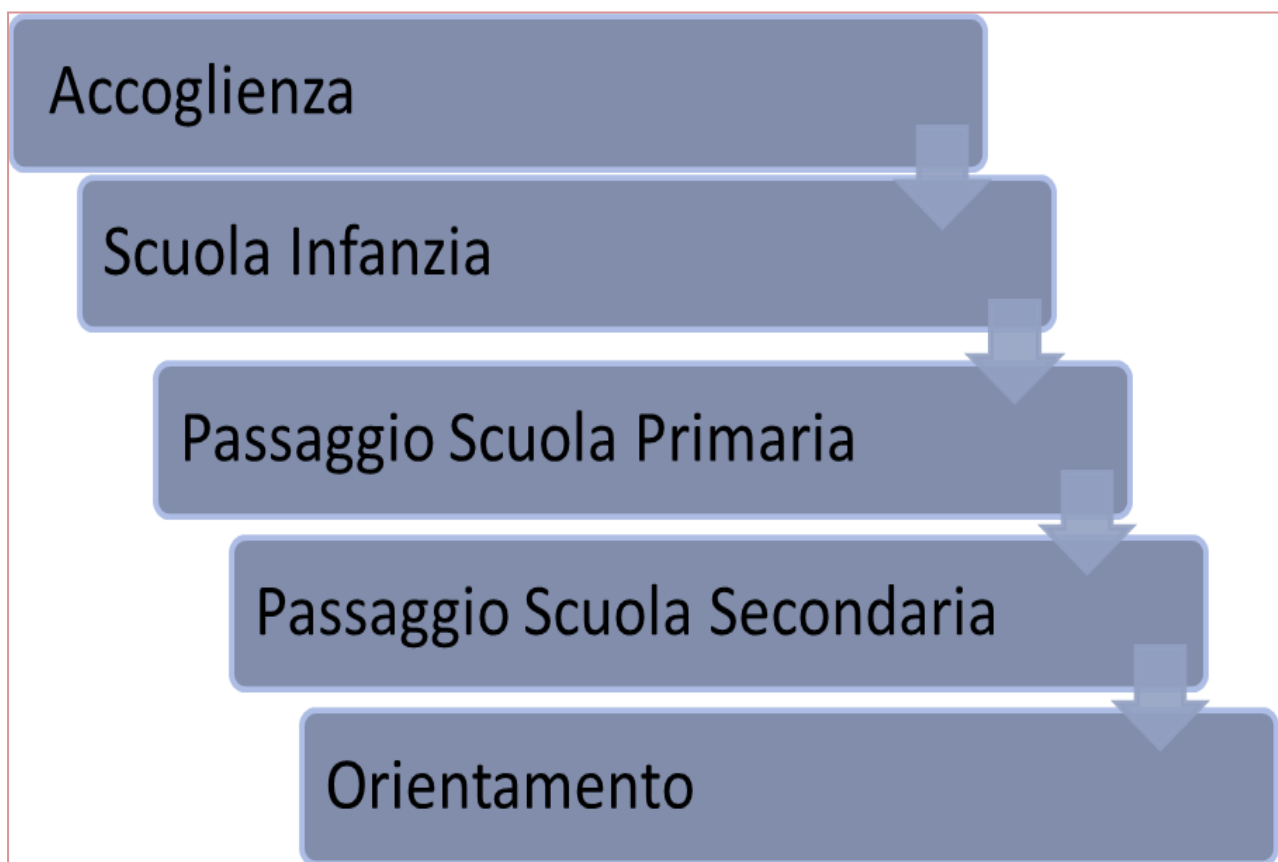 Accoglienza
Scuola Infanzia
Passaggio Scuola Primaria
Passaggio Scuola Secondaria
Orientamento